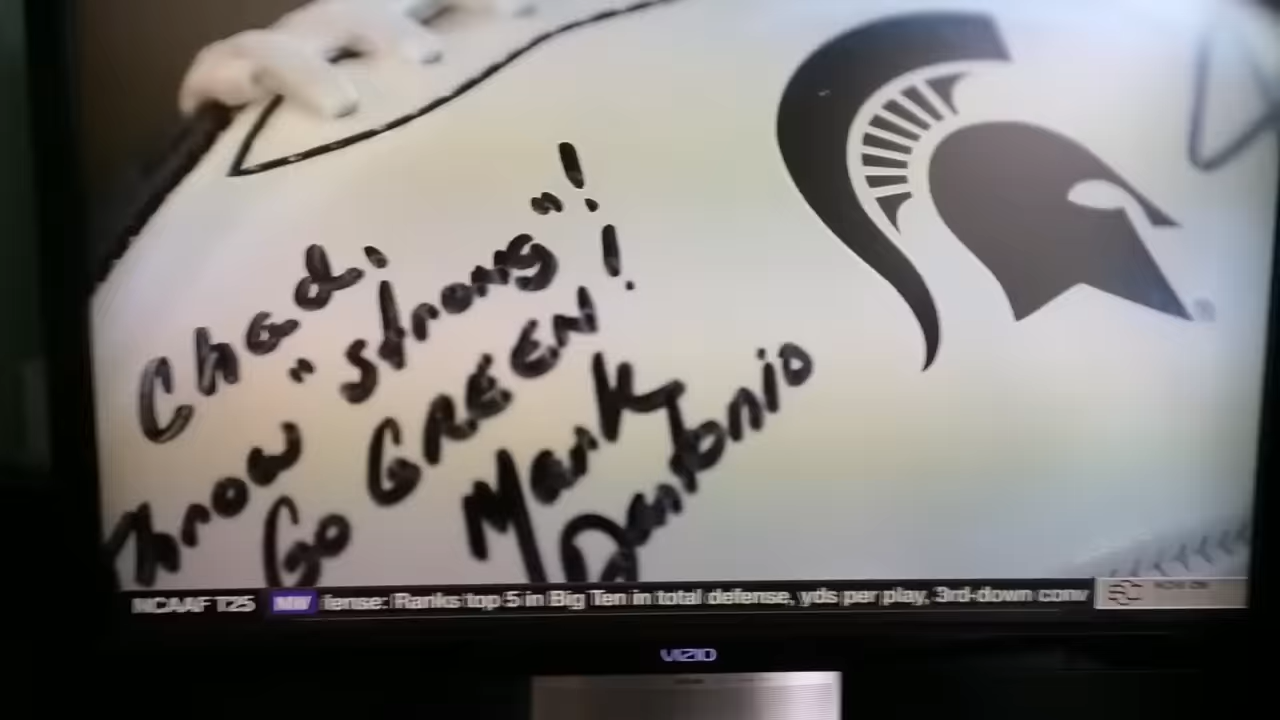 Chad,
Throw "strong"!
Go GREEN!
Mark
Dantonio
®
NCAAF T25 NW fense: Ranks top 5 in Big Ten in total defense, yds per play, 3rd-down conv
SC
VIZIO